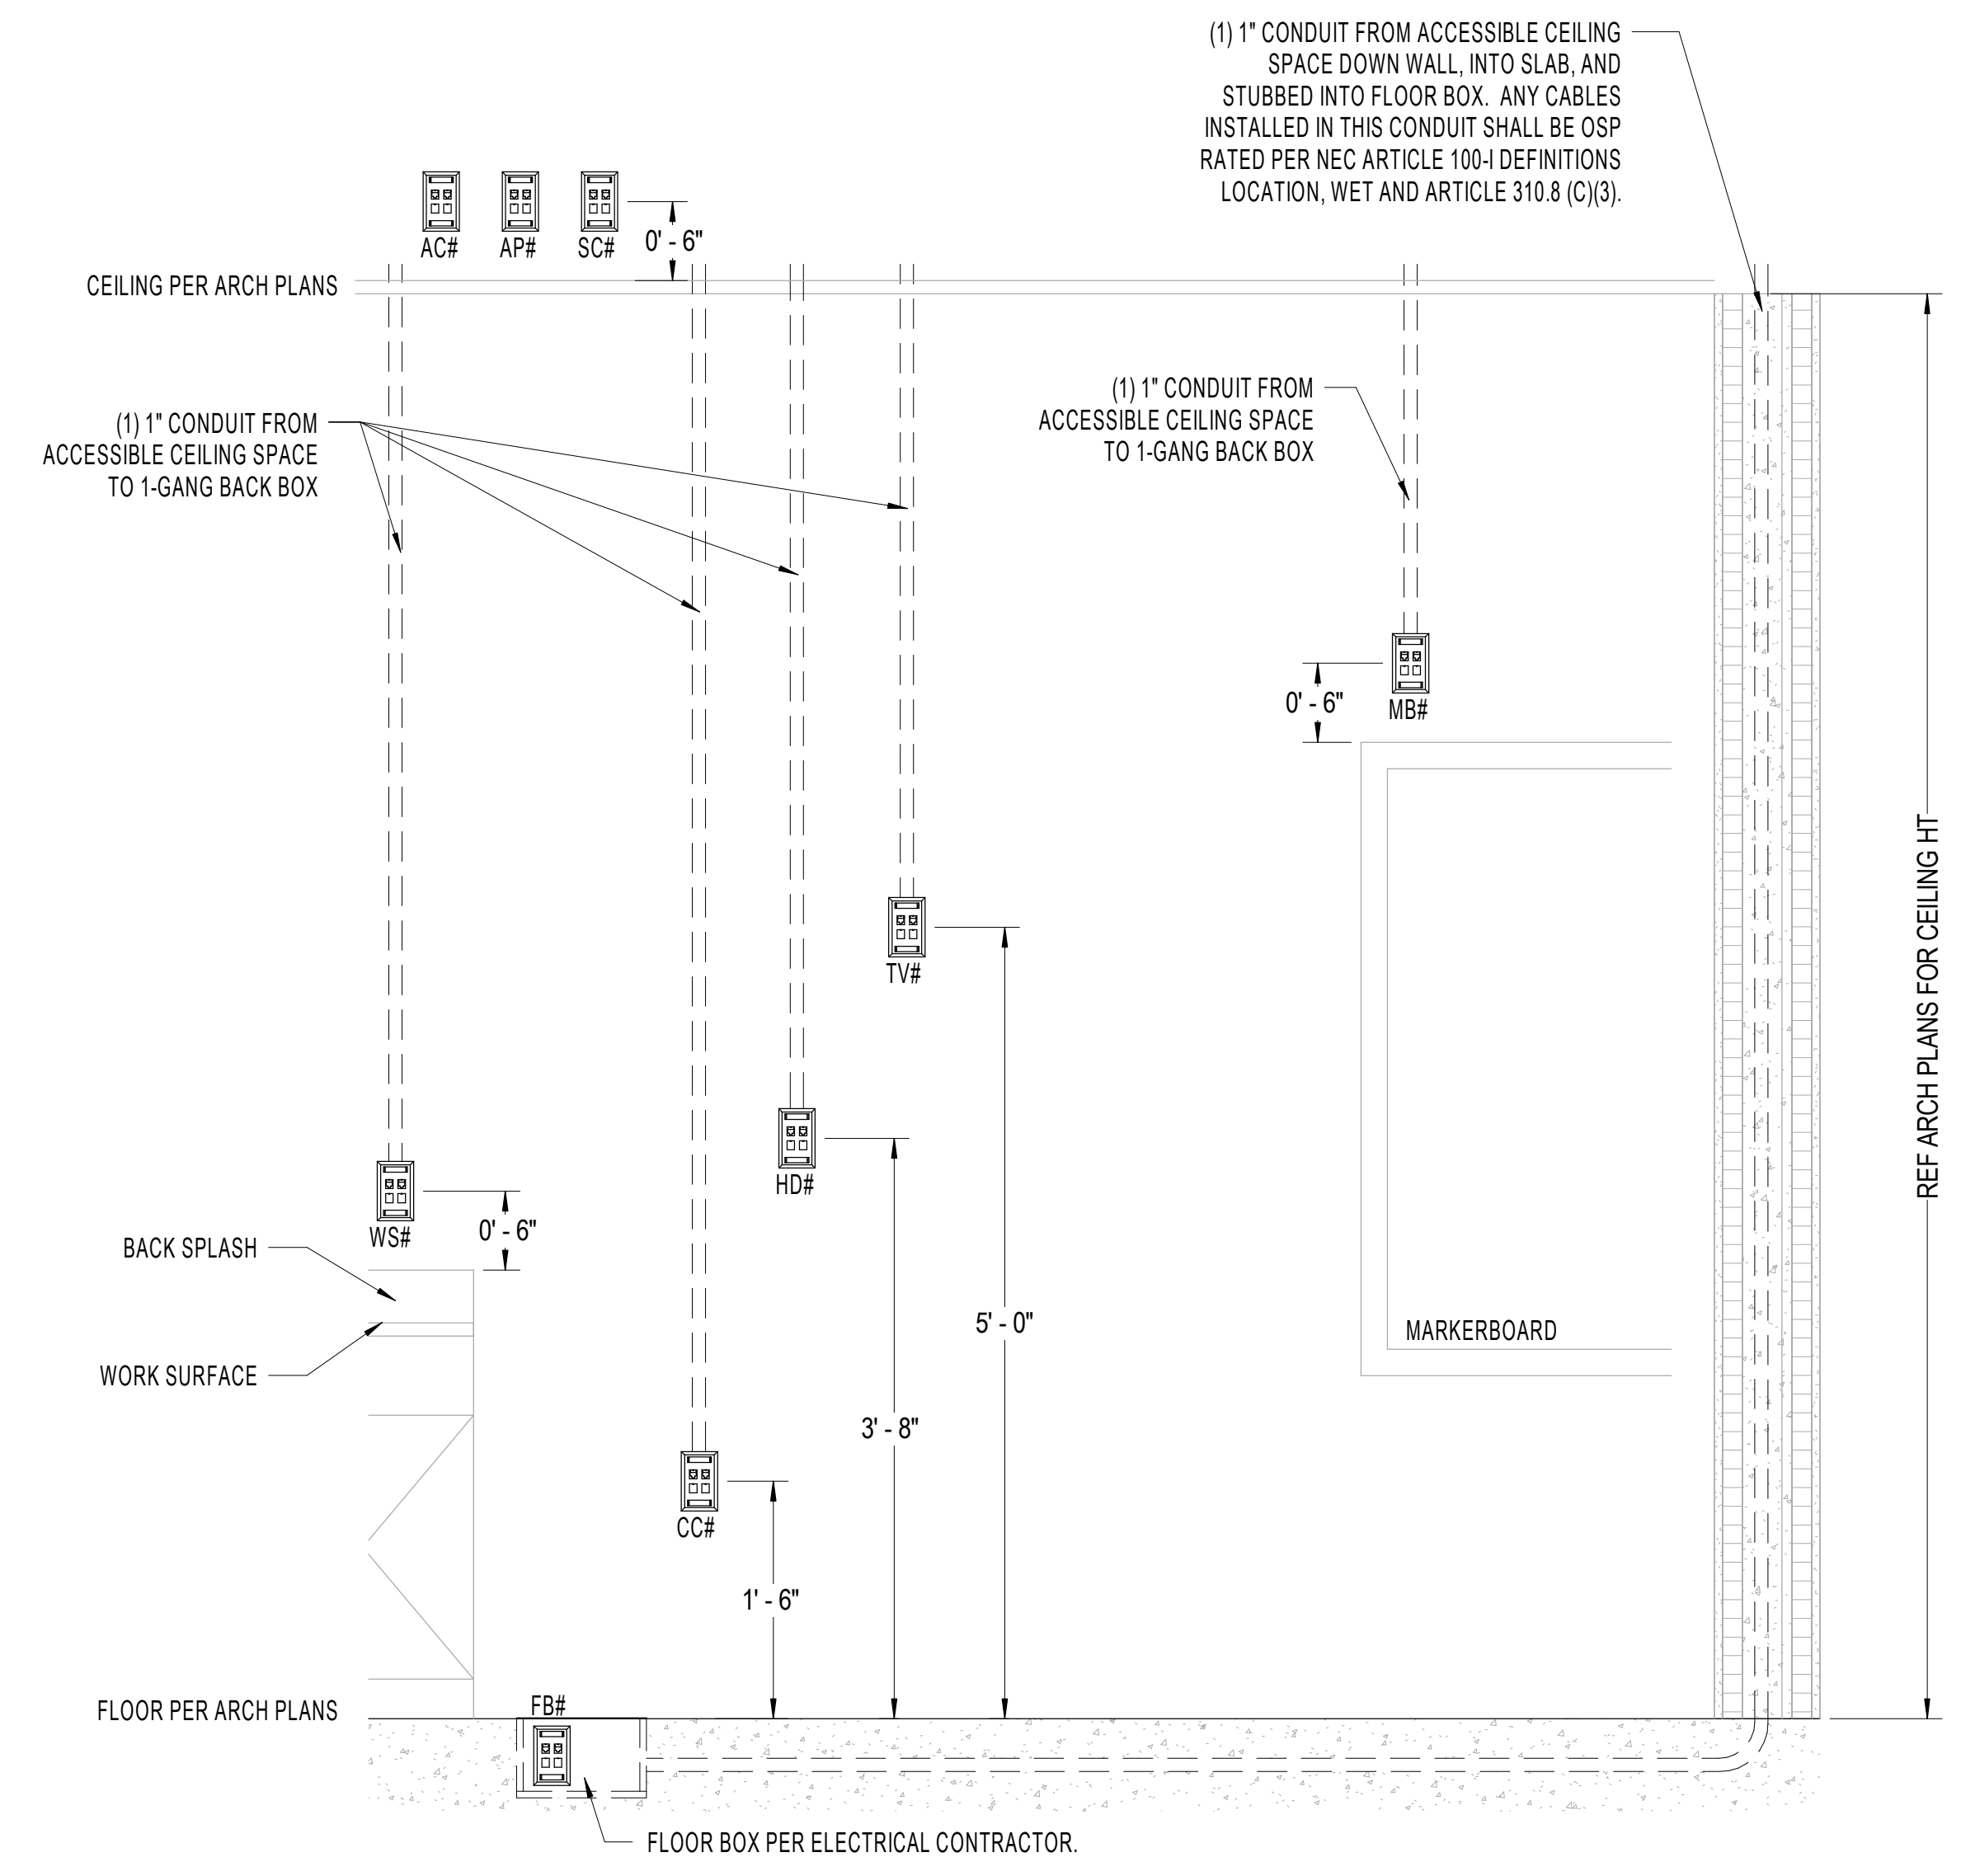 (1) 1" CONDUIT FROM ACCESSIBLE CEILING
SPACE DOWN WALL, INTO SLAB, AND
STUBBED INTO FLOOR BOX.  ANY CABLES
INSTALLED IN THIS CONDUIT SHALL BE OSP
RATED PER NEC ARTICLE 100-I DEFINITIONS
LOCATION, WET AND ARTICLE 310.8 (C)(3).
AC#
AP#
SC#
0' - 6"
CEILING PER ARCH PLANS
(1) 1" CONDUIT FROM
ACCESSIBLE CEILING SPACE
TO 1-GANG BACK BOX
(1) 1" CONDUIT FROM
ACCESSIBLE CEILING SPACE
TO 1-GANG BACK BOX
0' - 6"
MB#
TV#
HD#
WS#
0' - 6"
BACK SPLASH
WORK SURFACE
5' - 0"
MARKERBOARD
3' - 8"
CC#
1' - 6"
REF ARCH PLANS FOR CEILING HT
FLOOR PER ARCH PLANS
FB#
FLOOR BOX PER ELECTRICAL CONTRACTOR.